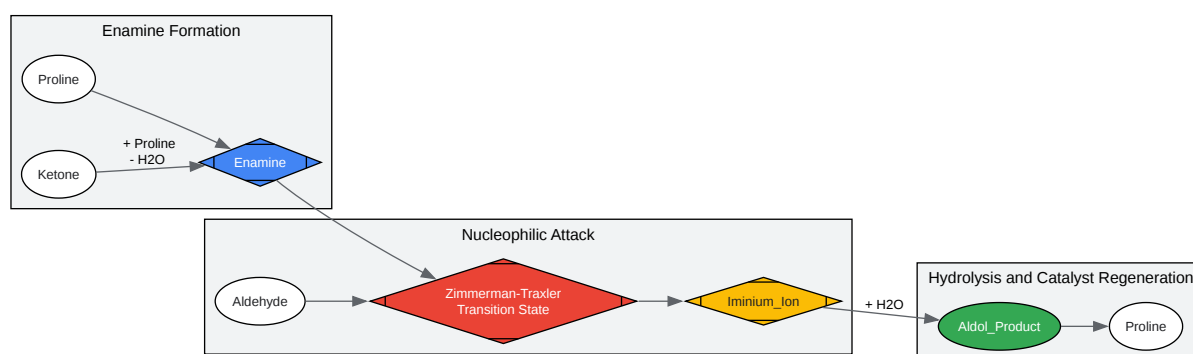 Enamine Formation
Proline
+ Proline
- H2O
Ketone
Enamine
Nucleophilic Attack
Aldehyde
Zimmerman-Traxler
Transition State
Iminium_Ion
+ H2O
Hydrolysis and Catalyst Regeneration
Aldol_Product
Proline